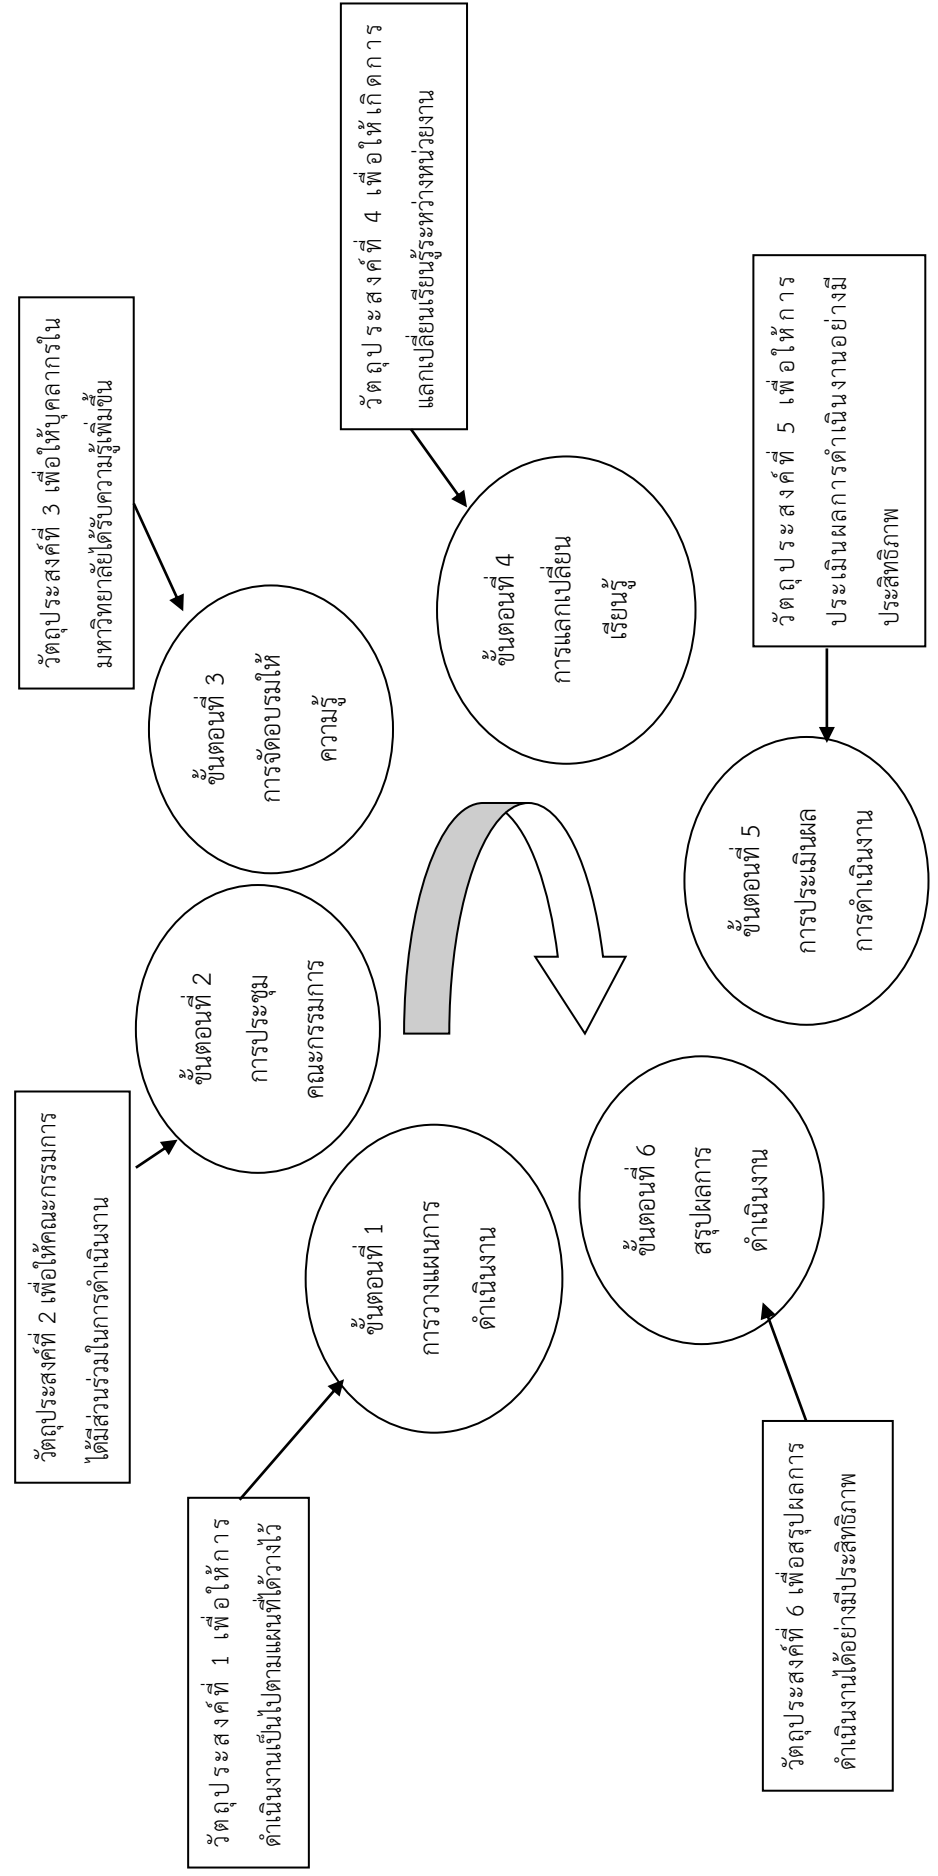 วัตถุประสงค์ที่ 1 เพื่อให้การ
ดำเนินงานเป็นไปตามแผนที่ได้วางไว้
ขั้นตอนที่ 1
การวางแผนการ
ดำเนินงาน
วัตถุประสงค์ที่ 2 เพื่อให้คณะกรรมการ
ได้มีส่วนร่วมในการดำเนินงาน
ขั้นตอนที่ 2
การประชุม
คณะกรรมการ
วัตถุประสงค์ที่ 3 เพื่อให้บุคลากรใน
มหาวิทยาลัยได้รับความรู้เพิ่มขึ้น
ขั้นตอนที่ 3
การจัดอบรมให้
ความรู้
วัตถุประสงค์ที่ 4 เพื่อให้เกิดการ
แลกเปลี่ยนเรียนรู้ระหว่างหน่วยงาน
ขั้นตอนที่ 4
การแลกเปลี่ยน
เรียนรู้
วัตถุประสงค์ที่ 5 เพื่อให้การ
ประเมินผลการดำเนินงานอย่างมี
ประสิทธิภาพ
ขั้นตอนที่ 5
การประเมินผล
การดำเนินงาน
วัตถุประสงค์ที่ 6 เพื่อสรุปผลการ
ดำเนินงานได้อย่างมีประสิทธิภาพ
ขั้นตอนที่ 6
สรุปผลการ
ดำเนินงาน